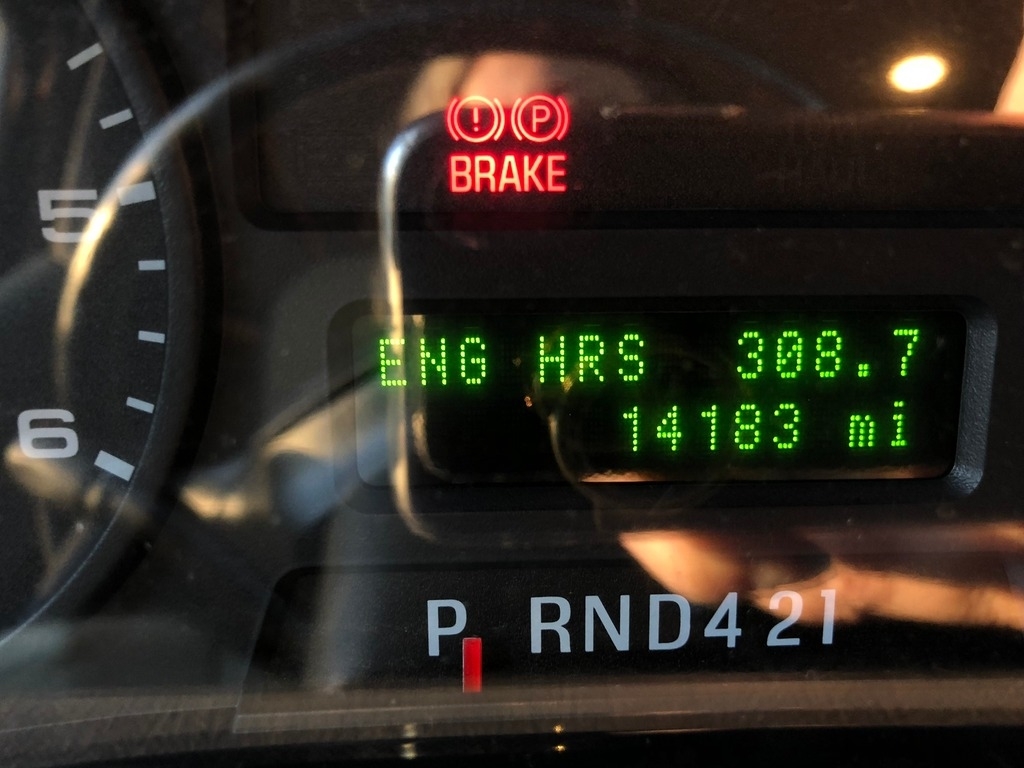 ! P
BRAKE
5
ENG HRS 308.7
14183 mi
6
P RND421